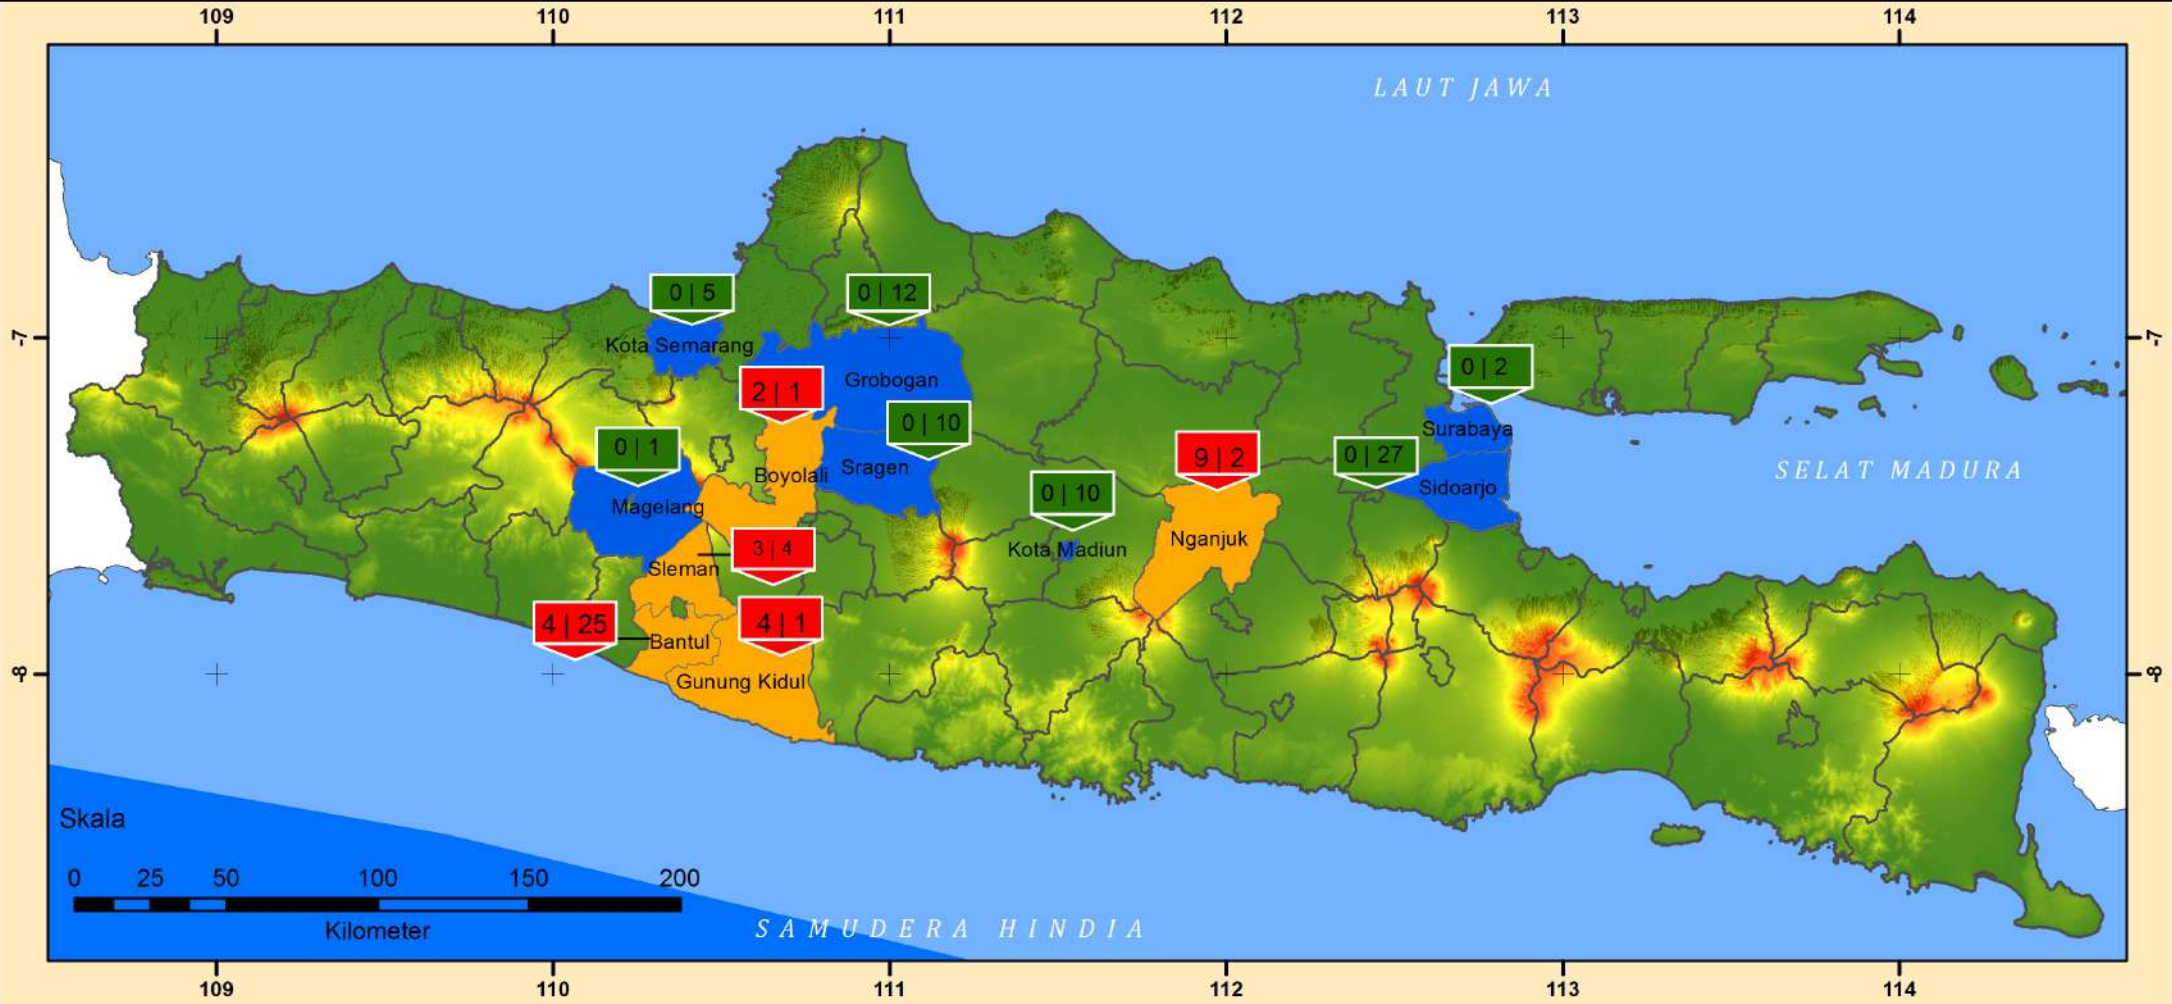 109 110 111 112 113 114
LAUT JAWA
0 | 5
0 | 12
-7
-7
Kota Semarang
0 | 2
Grobogan
2 | 1
0 | 10
Surabaya
0 | 1
9 | 2
0 | 27
Sragen
Boyolali
SELAT MADURA
Sidoarjo
0 | 10
Magelang
Nganjuk
3 | 4
Kota Madiun
Sleman
4 | 25
4 | 1
Bantul
-8
-8
Gunung Kidul
Skala
0 25 50 100 150 200
Kilometer
SAMUDERA HINDIA
109 110 111 112 113 114